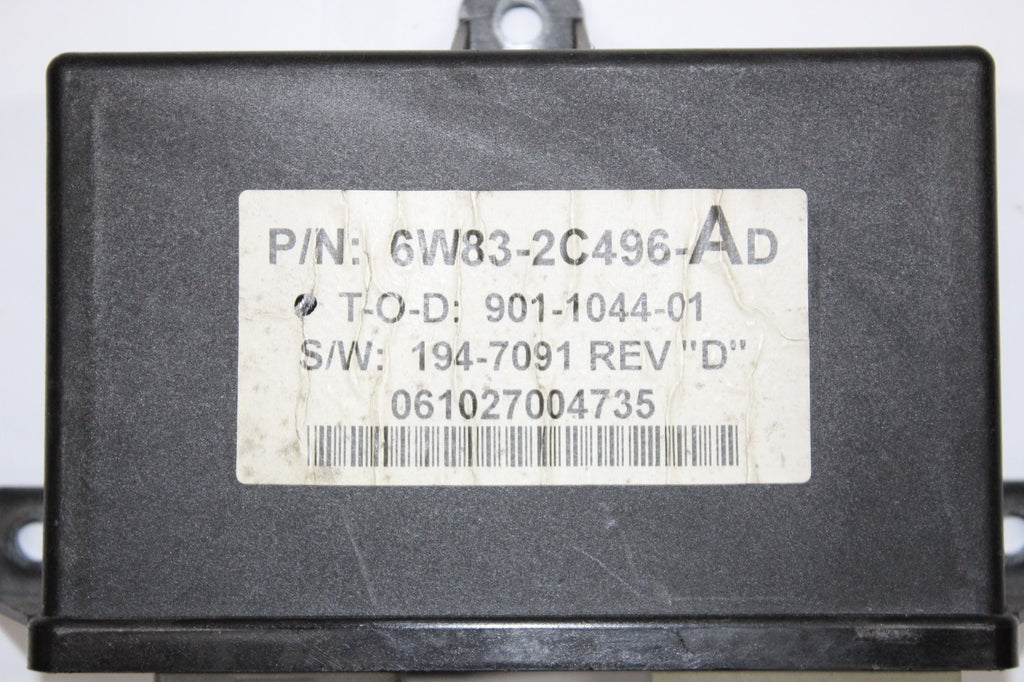 P/N: 6W83-2C496-AD
T-O-D: 901-1044-01
S/W: 194-7091 REV "D"
061027004735